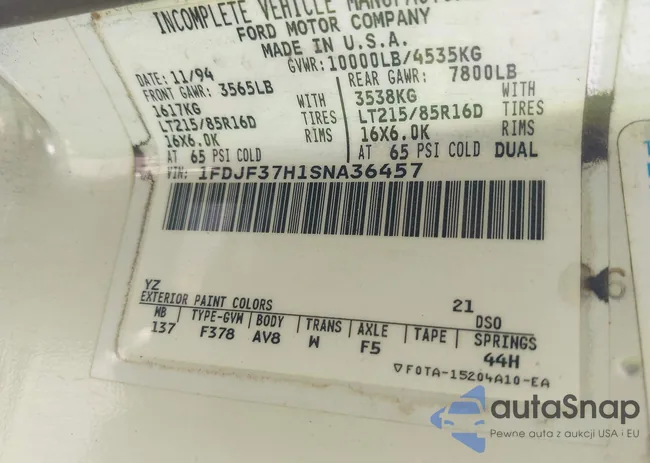 INCOMPLETE VEHICLE
FORD MOTOR COMPANY
MADE IN U.S.A.
DATE: 11/94 GVWR: 10000LB/4535KG
FRONT GAWR: 3565LB REAR GAWR: 7800LB
1617KG WITH 3538KG WITH
LT215/85R16D TIRES LT215/85R16D TIRES
16X6.0K RIMS 16X6.0K RIMS
AT 65 PSI COLD AT 65 PSI COLD DUAL
VIN: 1FDJF37H1SNA36457
YZ 21
EXTERIOR PAINT COLORS DSO
WB TYPE-GVM BODY TRANS AXLE TAPE SPRINGS
137 F378 AV8 W F5 44H
▽F0TA-15204A10-EA
autaSnap
Pewne auta z aukcji USA i EU